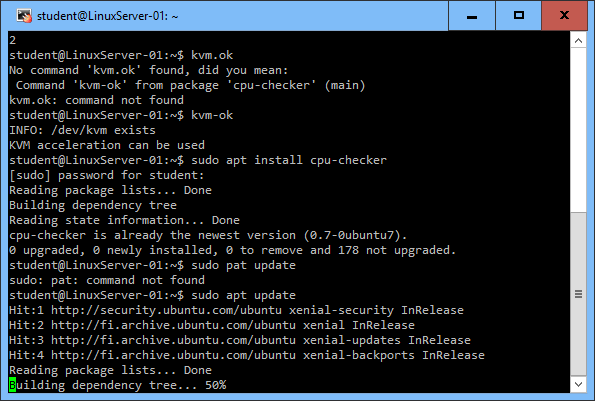 student@LinuxServer-01: ~
2
student@LinuxServer-01:~$ kvm.ok
No command 'kvm.ok' found, did you mean:
 Command 'kvm-ok' from package 'cpu-checker' (main)
kvm.ok: command not found
student@LinuxServer-01:~$ kvm-ok
INFO: /dev/kvm exists
KVM acceleration can be used
student@LinuxServer-01:~$ sudo apt install cpu-checker
[sudo] password for student:
Reading package lists... Done
Building dependency tree
Reading state information... Done
cpu-checker is already the newest version (0.7-0ubuntu7).
0 upgraded, 0 newly installed, 0 to remove and 178 not upgraded.
student@LinuxServer-01:~$ sudo pat update
sudo: pat: command not found
student@LinuxServer-01:~$ sudo apt update
Hit:1 http://security.ubuntu.com/ubuntu xenial-security InRelease
Hit:2 http://fi.archive.ubuntu.com/ubuntu xenial InRelease
Hit:3 http://fi.archive.ubuntu.com/ubuntu xenial-updates InRelease
Hit:4 http://fi.archive.ubuntu.com/ubuntu xenial-backports InRelease
Reading package lists... Done
Building dependency tree... 50%